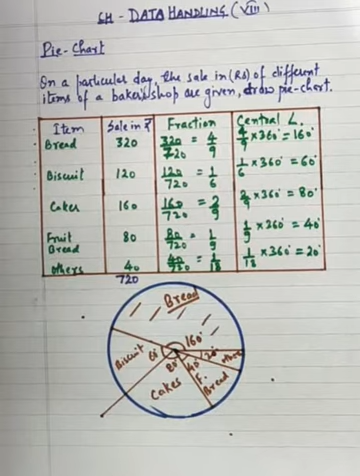 CH - DATA HANDLING (VIII)
Pie-Chart
On a particular day, the sale in (Rs) of different
items of a baker's shop are given, draw pie-chart.
Item Sale in ₹ Fraction Central ∠.
Bread 320 320/720 = 4/9 4/9 × 360° = 160°
Biscuit 120 120/720 = 1/6 1/6 × 360° = 60°
Cakes 160 160/720 = 2/9 2/9 × 360° = 80°
Fruit Bread 80 80/720 = 1/9 1/9 × 360° = 40°
Others 40 40/720 = 1/18 1/18 × 360° = 20°
720
Bread
160°
Biscuit 60° 20° others
80° 40°
Cakes F. Bread